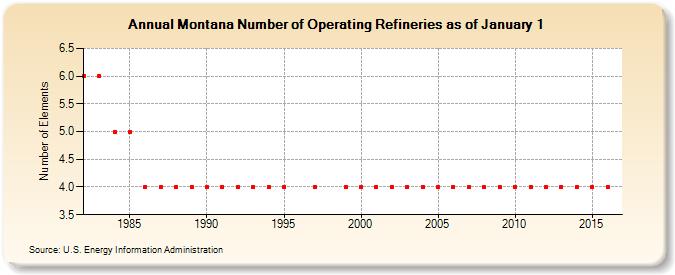 Annual Montana Number of Operating Refineries as of January 1
Number of Elements
6.5
6.0
5.5
5.0
4.5
4.0
3.5
1985 1990 1995 2000 2005 2010 2015
Source: U.S. Energy Information Administration